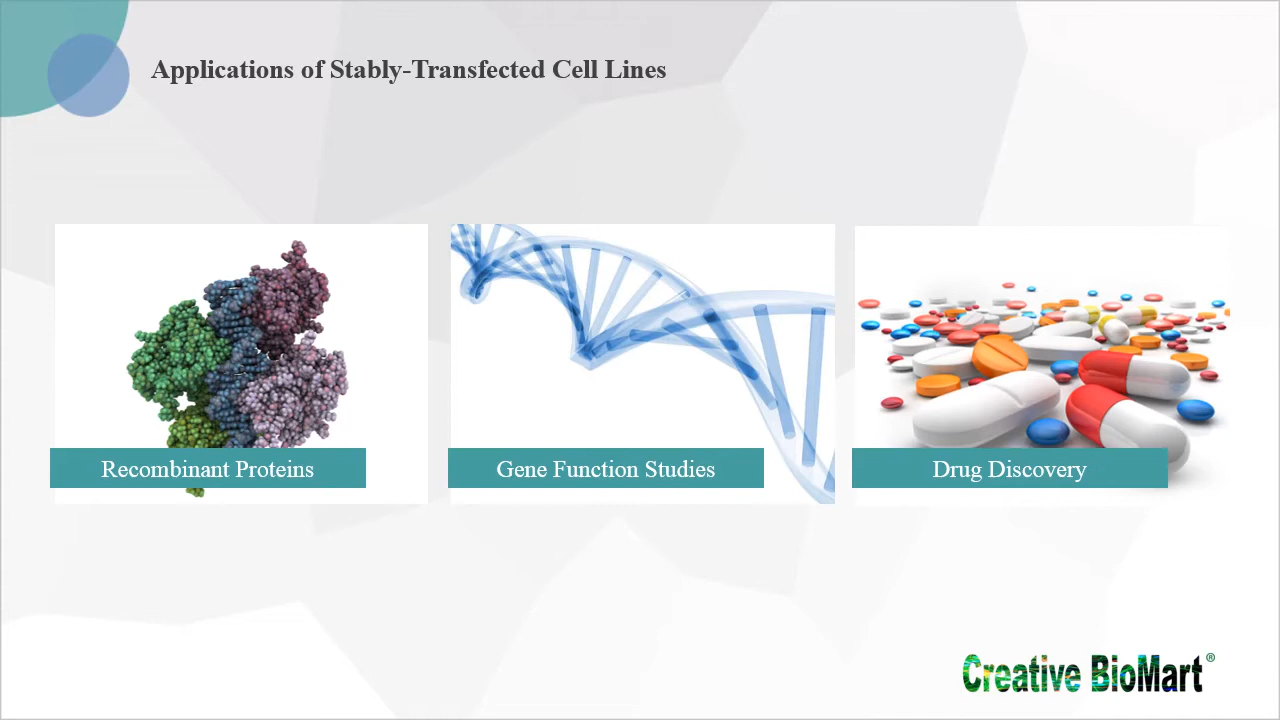 Applications of Stably-Transfected Cell Lines
Recombinant Proteins
Gene Function Studies
Drug Discovery
Creative BioMart®